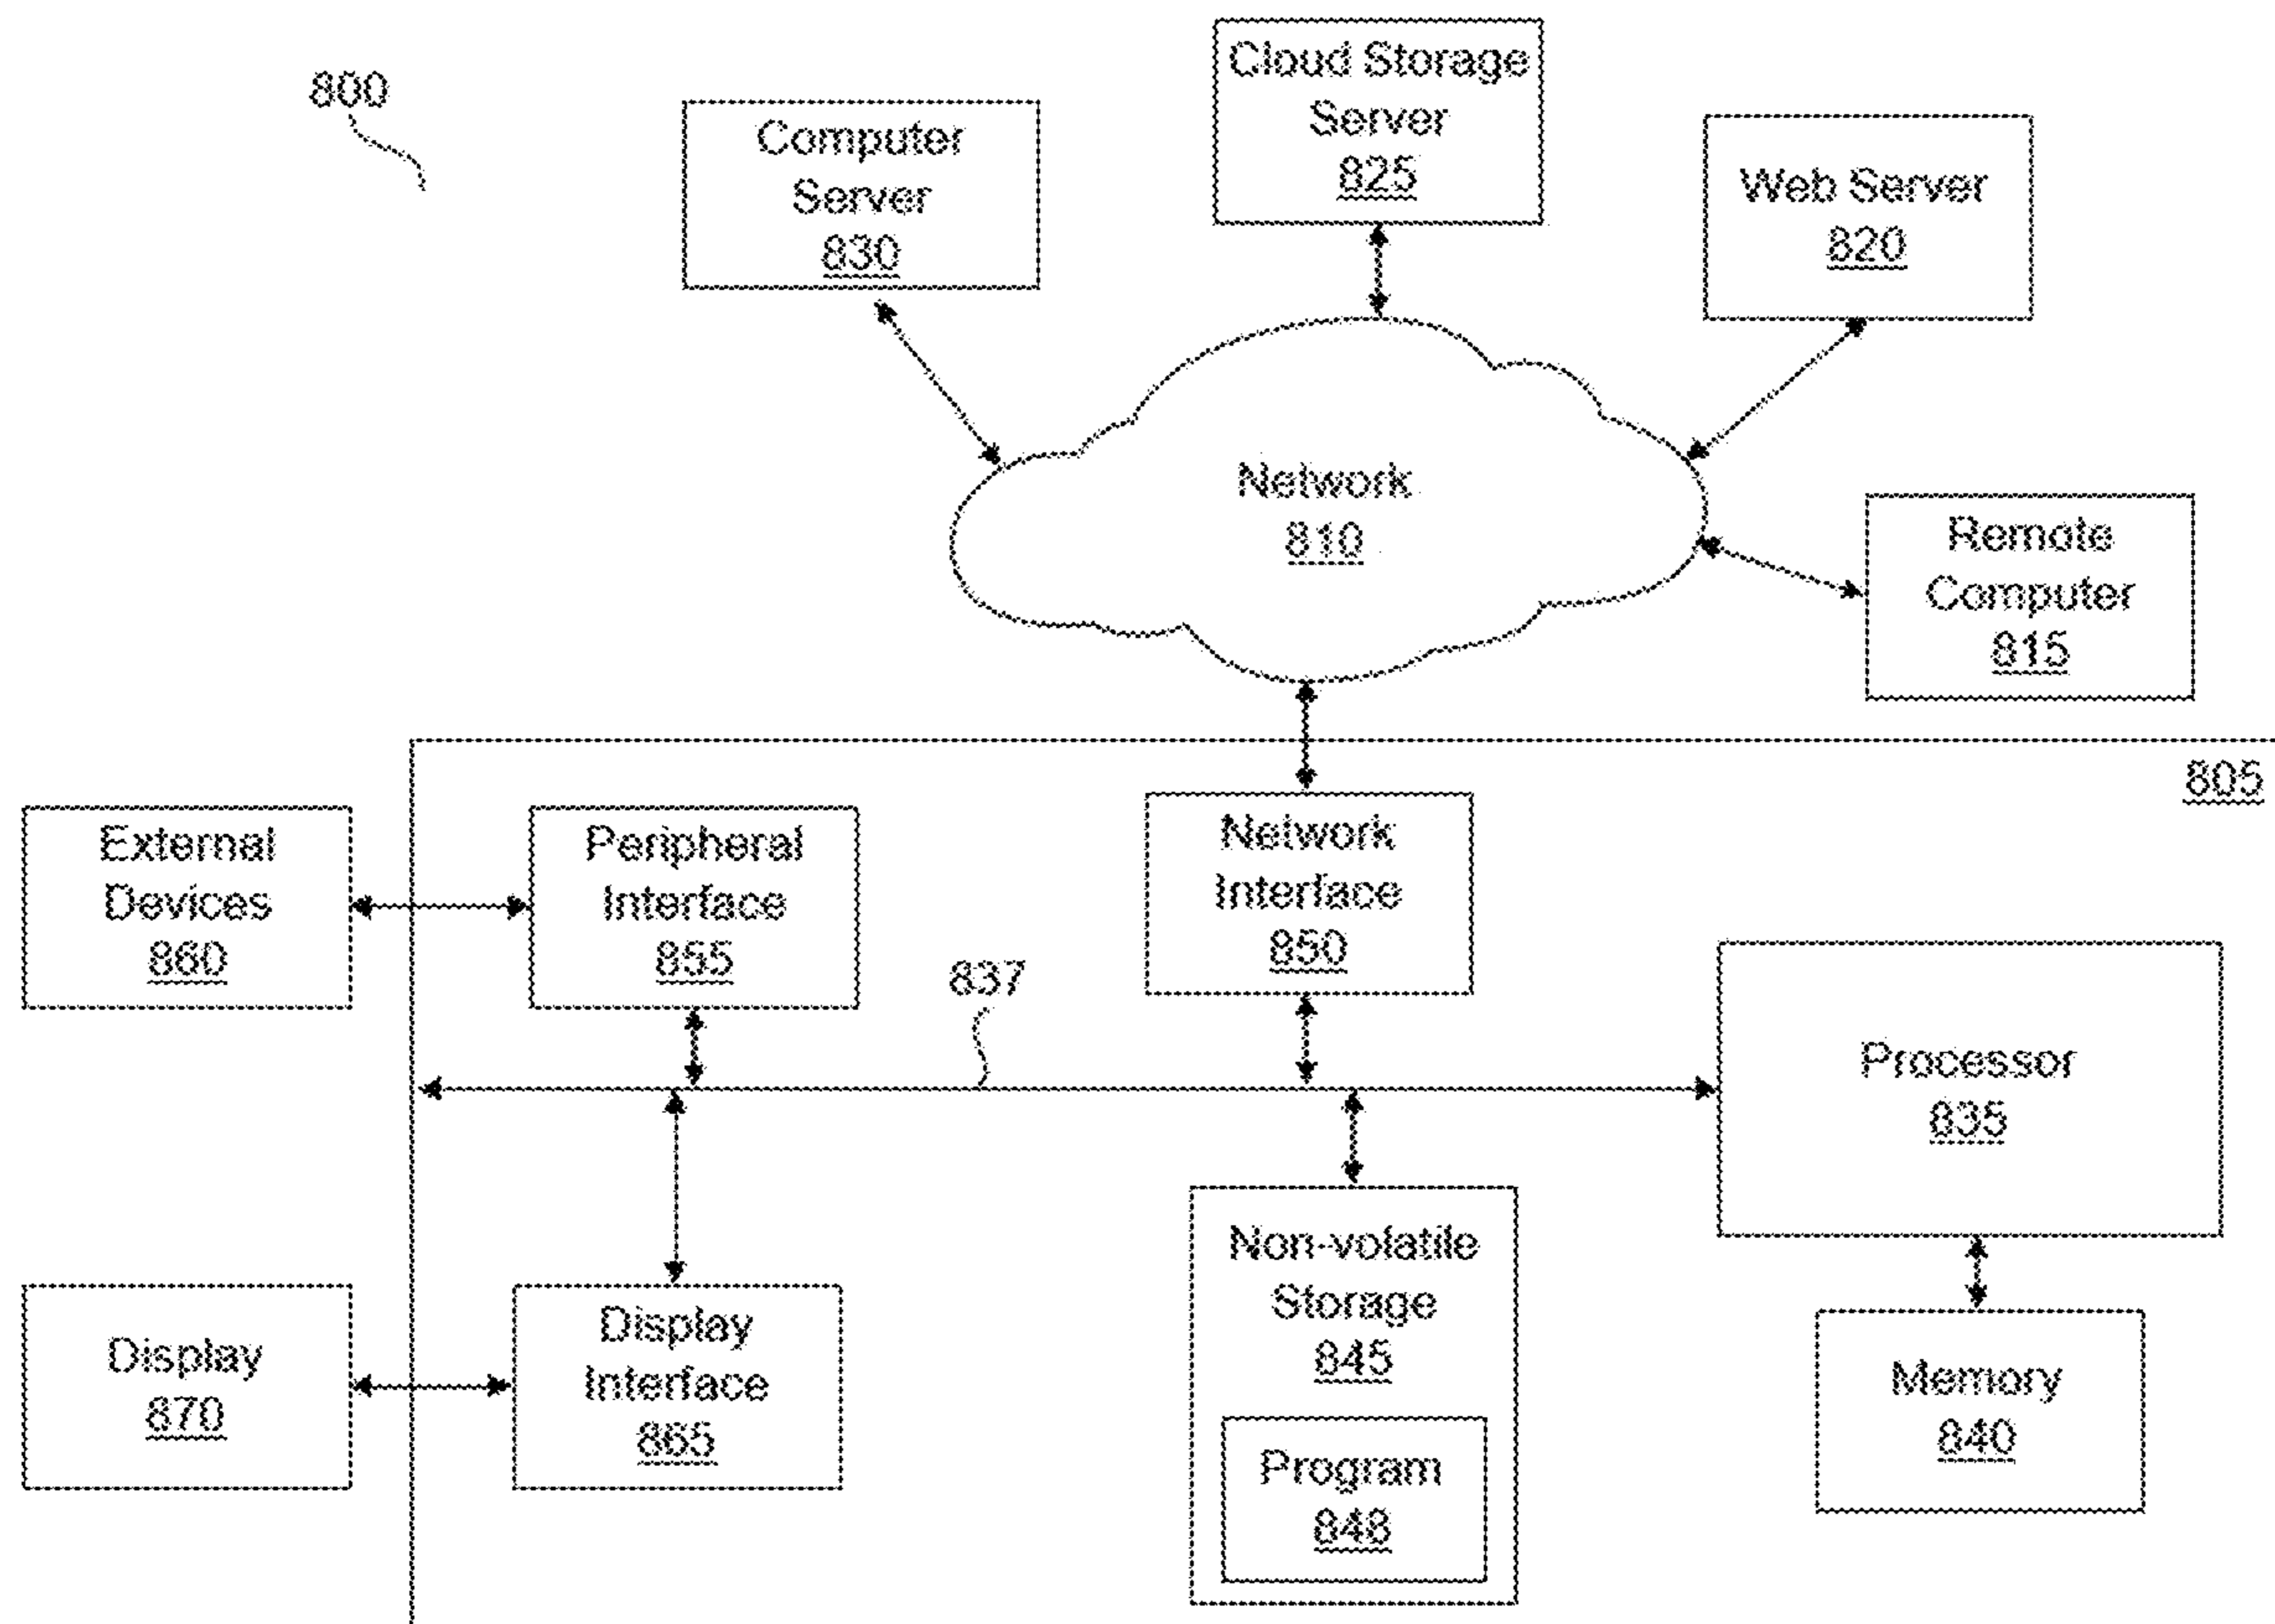 800
Computer
Server
830
Cloud Storage
Server
825
Web Server
820
Network
810
Remote
Computer
815
805
External
Devices
860
Peripheral
Interface
855
Network
Interface
850
837
Processor
835
Display
870
Display
Interface
865
Non-volatile
Storage
845
Program
848
Memory
840